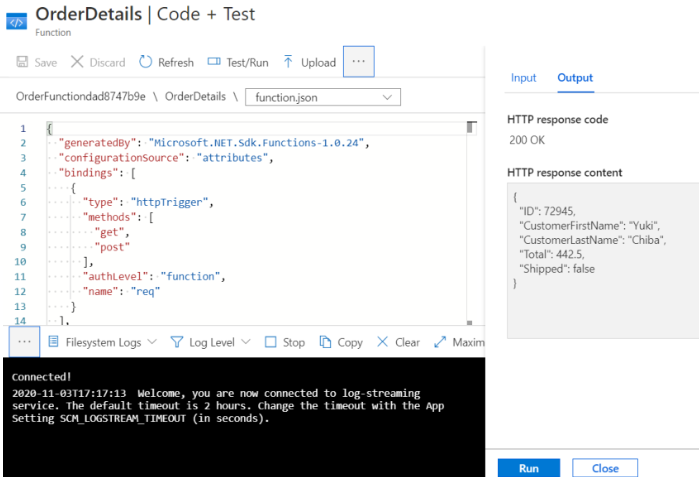 OrderDetails | Code + Test
Function
Save Discard Refresh Test/Run Upload ...
OrderFunctiondad8747b9e \ OrderDetails \ function.json
1 {
2 "generatedBy": "Microsoft.NET.Sdk.Functions-1.0.24",
3 "configurationSource": "attributes",
4 "bindings": [
5 {
6 "type": "httpTrigger",
7 "methods": [
8 "get",
9 "post"
10 ],
11 "authLevel": "function",
12 "name": "req"
13 }
14 ],
... Filesystem Logs Log Level Stop Copy Clear Maxim
Connected!
2020-11-03T17:17:13 Welcome, you are now connected to log-streaming
service. The default timeout is 2 hours. Change the timeout with the App
Setting SCM_LOGSTREAM_TIMEOUT (in seconds).
Input Output
HTTP response code
200 OK
HTTP response content
{
"ID": 72945,
"CustomerFirstName": "Yuki",
"CustomerLastName": "Chiba",
"Total": 442.5,
"Shipped": false
}
Run Close